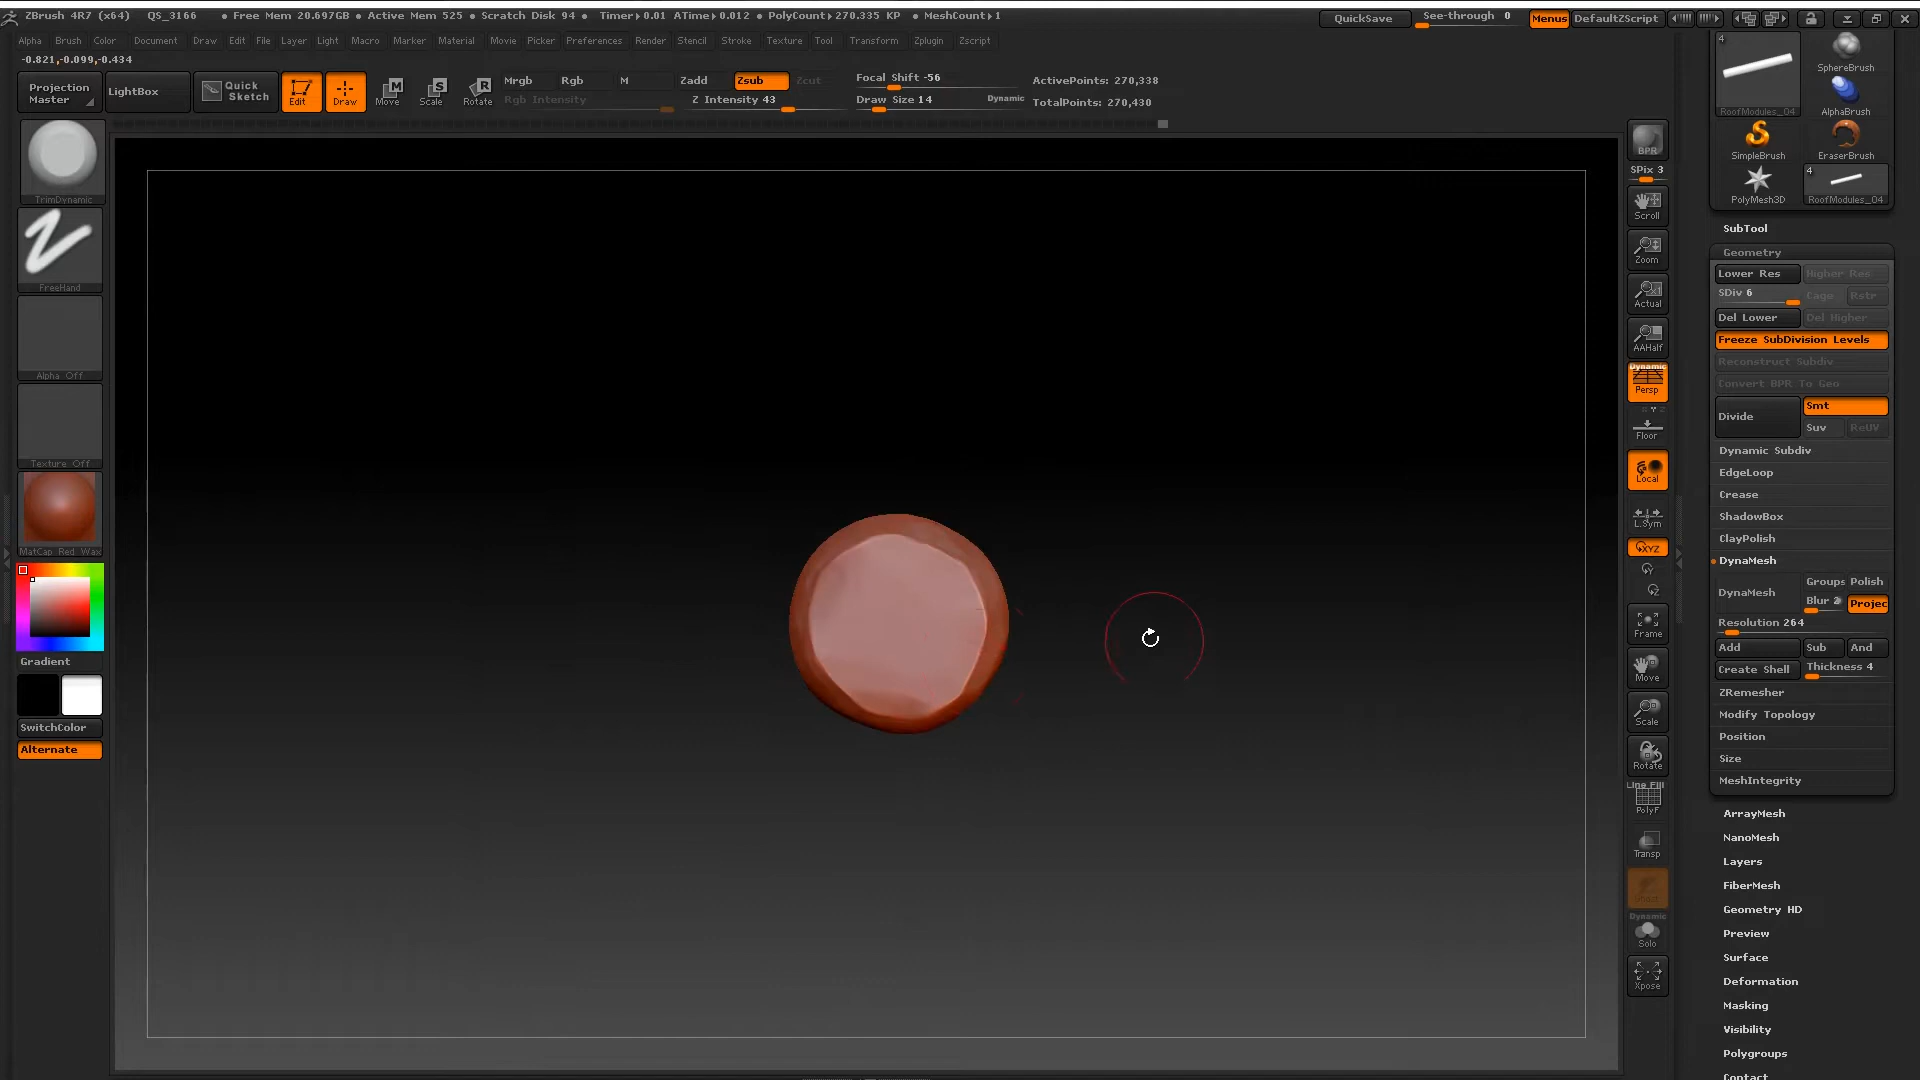 ZBrush 4R7 (x64) QS_3166 • Free Mem 20.697GB • Active Mem 525 • Scratch Disk 94 • Timer▸0.01 ATime▸0.012 • PolyCount▸270.335 KP • MeshCount▸1
QuickSave
See-through 0
Menus
DefaultZScript
Alpha Brush Color Document Draw Edit File Layer Light Macro Marker Material Movie Picker Preferences Render Stencil Stroke Texture Tool Transform Zplugin Zscript
-0.821,-0.099,-0.434
Projection Master
LightBox
Quick Sketch
Edit
Draw
Move
Scale
Rotate
Mrgb Rgb M
Rgb Intensity
Zadd Zsub Zcut
Z Intensity 43
Focal Shift -56
Draw Size 14
Dynamic
ActivePoints: 270,338
TotalPoints: 270,430
TrimDynamic
FreeHand
Alpha Off
Texture Off
MatCap Red Wax
Gradient
SwitchColor
Alternate
BPR
SPix 3
Scroll
Zoom
Actual
AAHalf
Dynamic
Persp
Floor
Local
L.Sym
XYZ
Frame
Move
Scale
Rotate
Line Fill
PolyF
Transp
Dynamic
Solo
Xpose
4
RoofModules_04
SphereBrush
AlphaBrush
SimpleBrush
EraserBrush
PolyMesh3D
4
RoofModules_04
SubTool
Geometry
Lower Res
Higher Res
SDiv 6
Cage
Rstr
Del Lower
Del Higher
Freeze SubDivision Levels
Reconstruct Subdiv
Convert BPR To Geo
Divide
Smt
Suv
ReUV
Dynamic Subdiv
EdgeLoop
Crease
ShadowBox
ClayPolish
DynaMesh
DynaMesh
Groups
Polish
Blur 2
Projec
Resolution 264
Add
Sub
And
Create Shell
Thickness 4
ZRemesher
Modify Topology
Position
Size
MeshIntegrity
ArrayMesh
NanoMesh
Layers
FiberMesh
Geometry HD
Preview
Surface
Deformation
Masking
Visibility
Polygroups
Contact